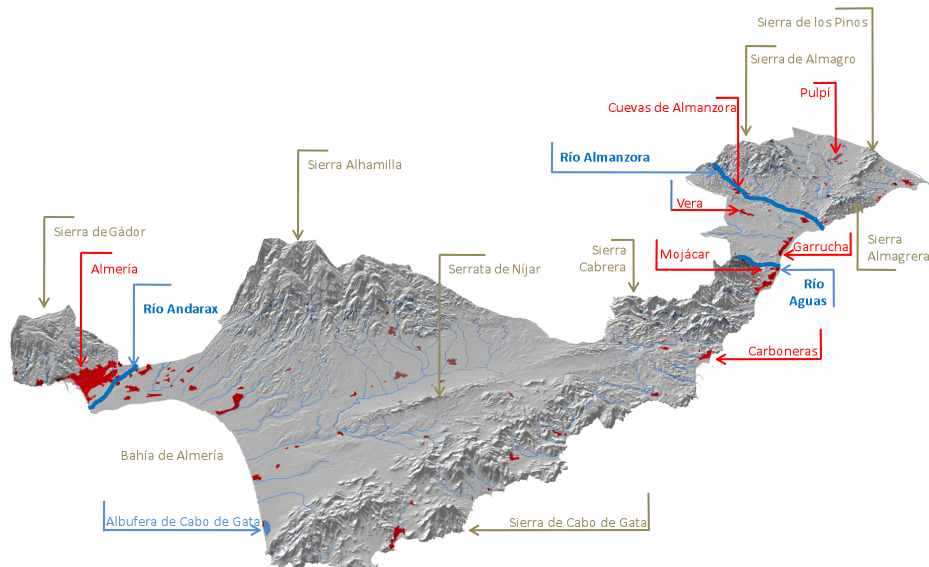 Sierra de los Pinos
Sierra de Almagro
Pulpí
Cuevas de Almanzora
Río Almanzora
Sierra Alhamilla
Vera
Sierra de Gádor
Almería
Río Andarax
Serrata de Níjar
Sierra
Cabrera
Mojácar
Garrucha
Sierra
Almagrera
Río
Aguas
Carboneras
Bahía de Almería
Albufera de Cabo de Gata
Sierra de Cabo de Gata